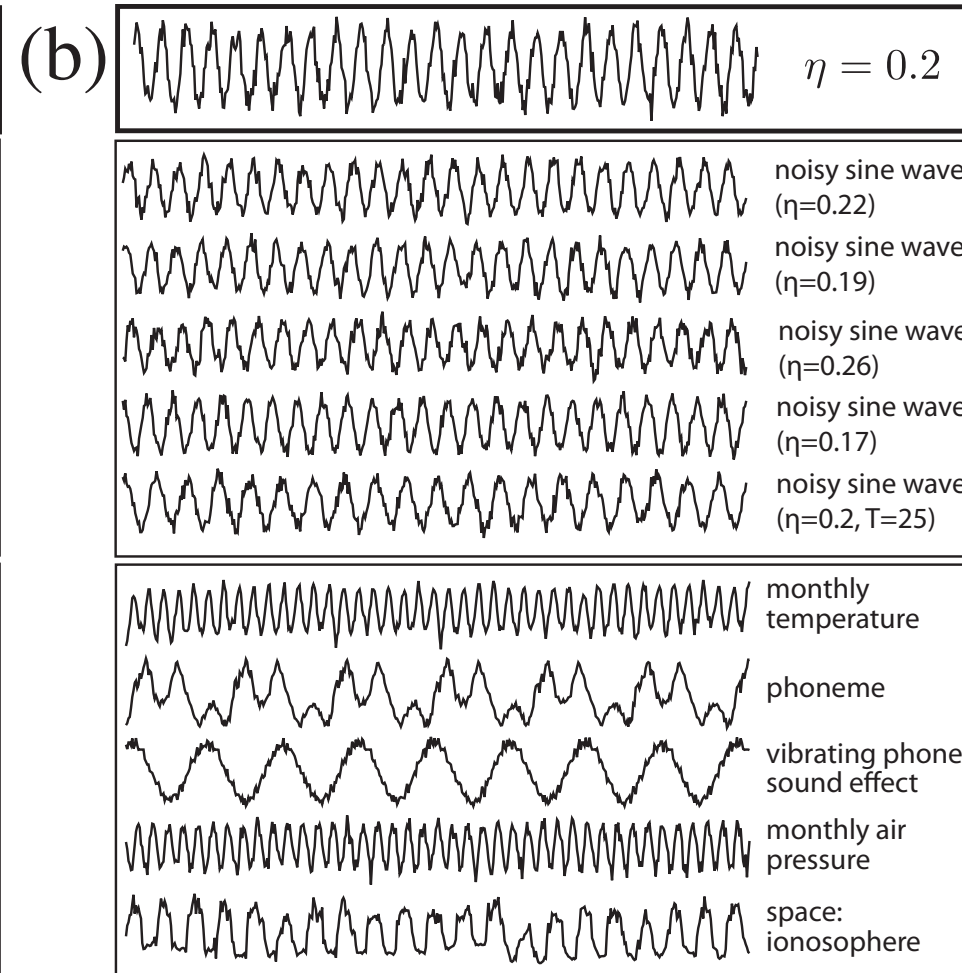 (b)
η = 0.2
noisy sine wave
(η=0.22)
noisy sine wave
(η=0.19)
noisy sine wave
(η=0.26)
noisy sine wave
(η=0.17)
noisy sine wave
(η=0.2, T=25)
monthly
temperature
phoneme
vibrating phone
sound effect
monthly air
pressure
space:
ionosophere